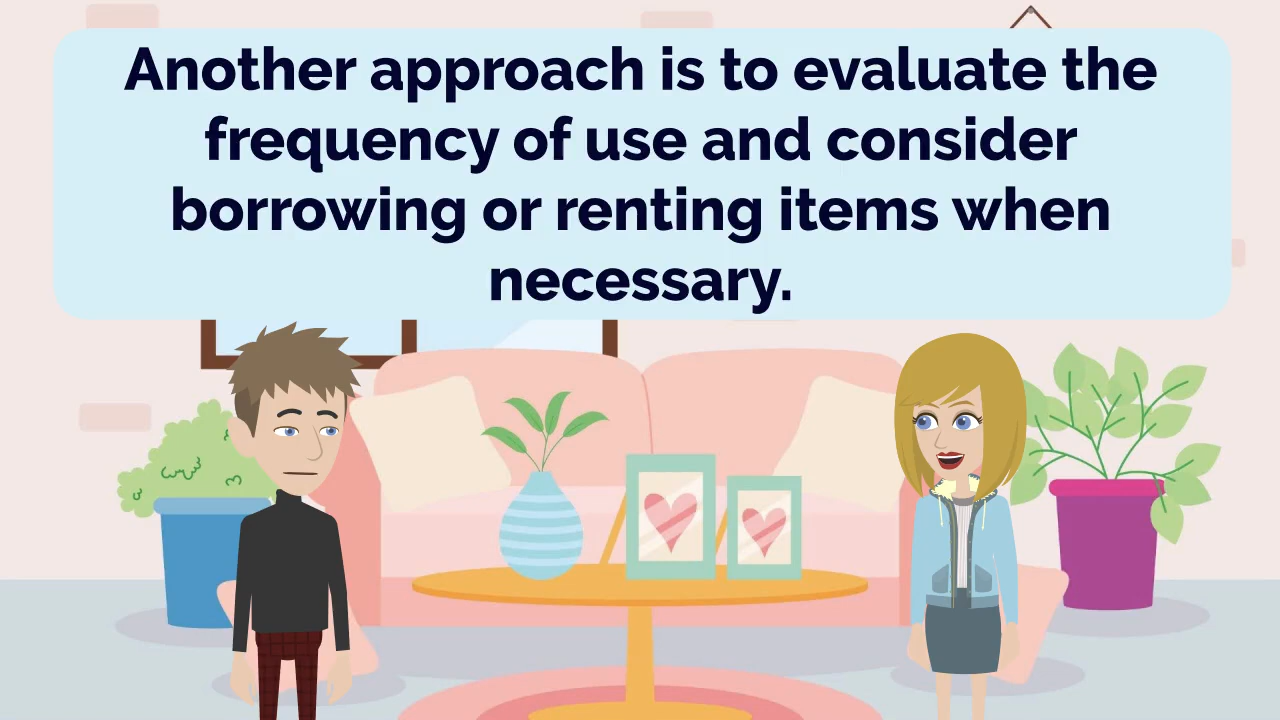 Another approach is to evaluate the
frequency of use and consider
borrowing or renting items when
necessary.